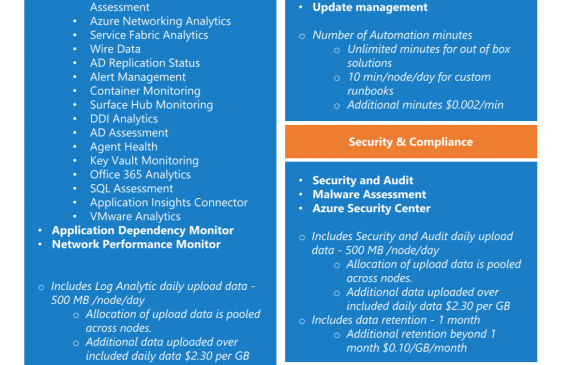 Assessment
• Azure Networking Analytics
• Service Fabric Analytics
• Wire Data
• AD Replication Status
• Alert Management
• Container Monitoring
• Surface Hub Monitoring
• DDI Analytics
• AD Assessment
• Agent Health
• Key Vault Monitoring
• Office 365 Analytics
• SQL Assessment
• Application Insights Connector
• VMware Analytics
• Application Dependency Monitor
• Network Performance Monitor
o Includes Log Analytic daily upload data -
500 MB /node/day
o Allocation of upload data is pooled
across nodes.
o Additional data uploaded over
included daily data $2.30 per GB
• Update management
o Number of Automation minutes
o Unlimited minutes for out of box
solutions
o 10 min/node/day for custom
runbooks
o Additional minutes $0.002/min
Security & Compliance
• Security and Audit
• Malware Assessment
• Azure Security Center
o Includes Security and Audit daily upload
data - 500 MB /node/day
o Allocation of upload data is pooled
across nodes.
o Additional data uploaded over
included daily data $2.30 per GB
o Includes data retention - 1 month
o Additional retention beyond 1
month $0.10/GB/month